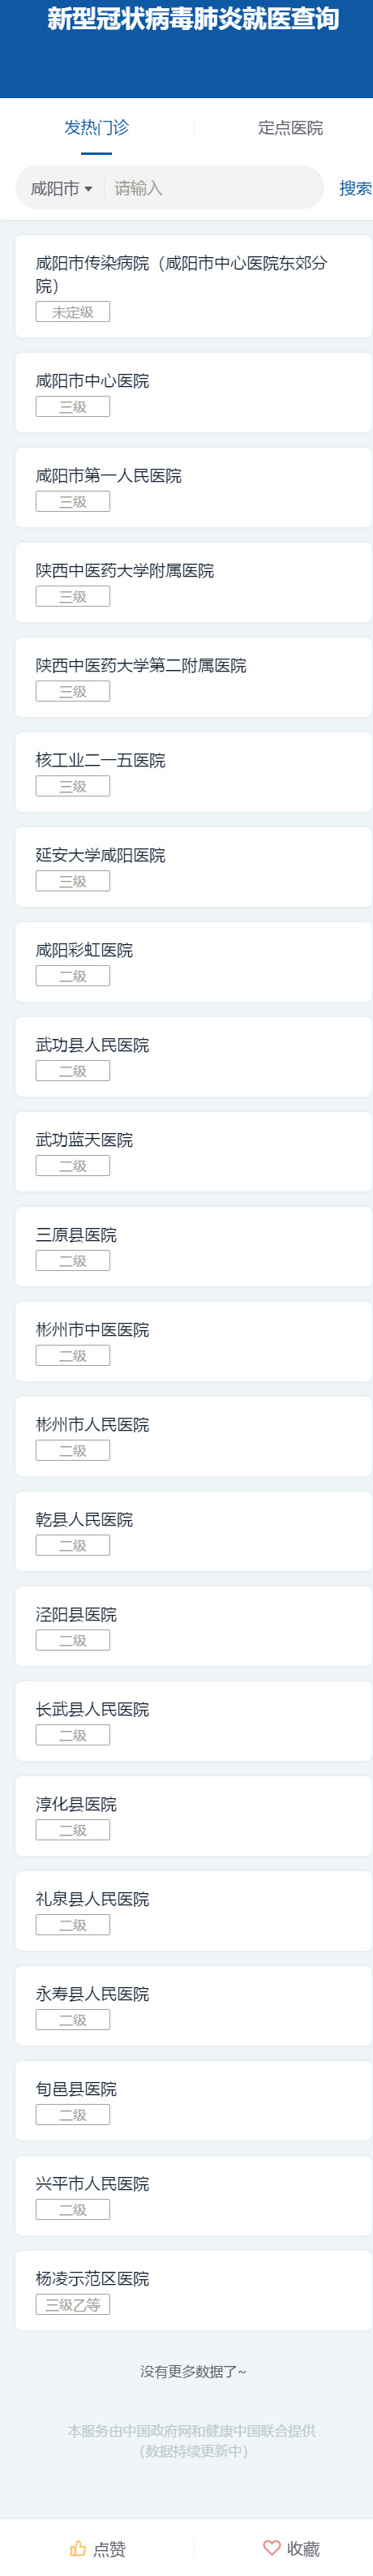 新型冠状病毒肺炎就医查询
发热门诊
定点医院
咸阳市
请输入
搜索
咸阳市传染病院（咸阳市中心医院东郊分
院）
未定级
咸阳市中心医院
三级
咸阳市第一人民医院
三级
陕西中医药大学附属医院
三级
陕西中医药大学第二附属医院
三级
核工业二一五医院
三级
延安大学咸阳医院
三级
咸阳彩虹医院
二级
武功县人民医院
二级
武功蓝天医院
二级
三原县医院
二级
彬州市中医医院
二级
彬州市人民医院
二级
乾县人民医院
二级
泾阳县医院
二级
长武县人民医院
二级
淳化县医院
二级
礼泉县人民医院
二级
永寿县人民医院
二级
旬邑县医院
二级
兴平市人民医院
二级
杨凌示范区医院
三级乙等
没有更多数据了~
本服务由中国政府网和健康中国联合提供
（数据持续更新中）
点赞
收藏